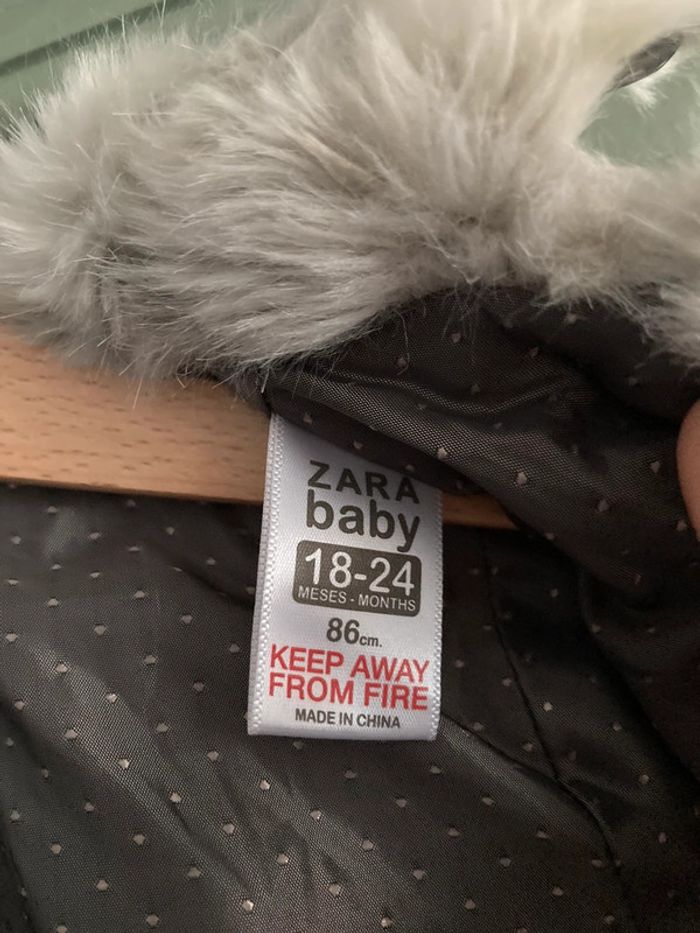 ZARA
baby
18-24
MESES - MONTHS
86cm.
KEEP AWAY
FROM FIRE
MADE IN CHINA